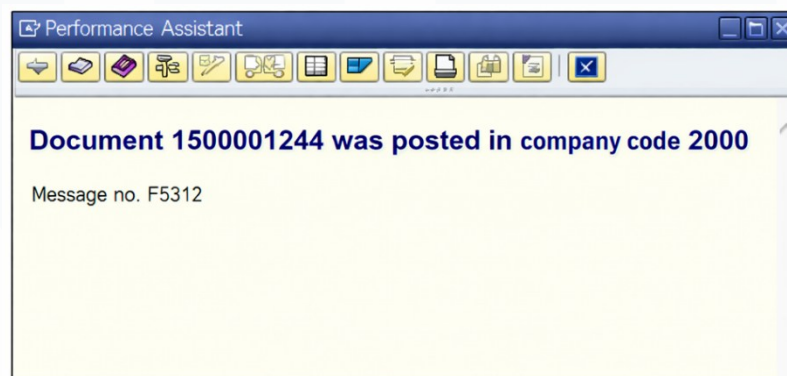 Performance Assistant
Document 1500001244 was posted in company code 2000
Message no. F5312